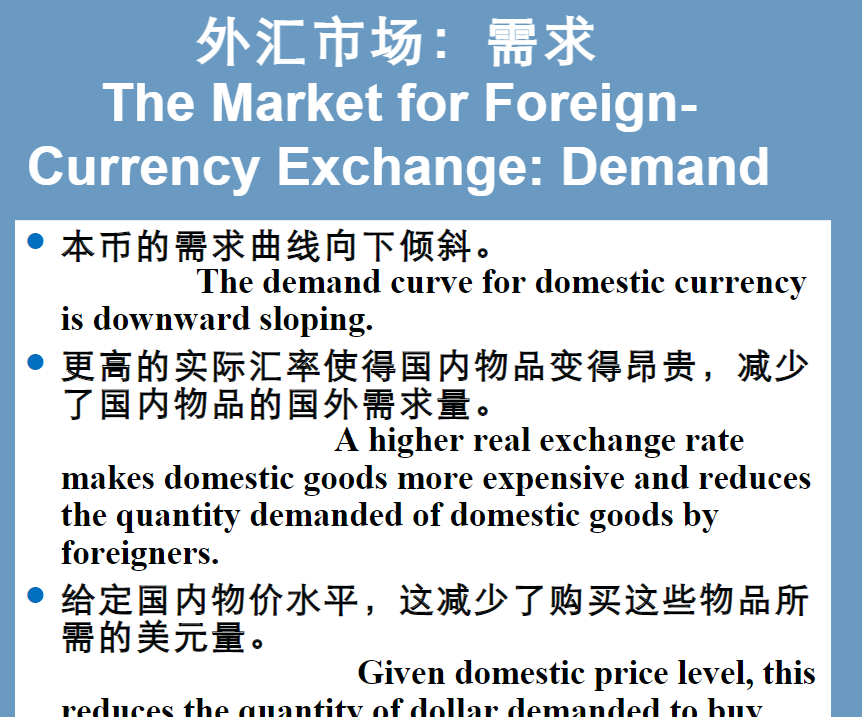 外汇市场：需求
The Market for Foreign-
Currency Exchange: Demand
本币的需求曲线向下倾斜。
The demand curve for domestic currency
is downward sloping.
更高的实际汇率使得国内物品变得昂贵，减少
了国内物品的国外需求量。
A higher real exchange rate
makes domestic goods more expensive and reduces
the quantity demanded of domestic goods by
foreigners.
给定国内物价水平，这减少了购买这些物品所
需的美元量。
Given domestic price level, this
reduces the quantity of dollar demanded to buy